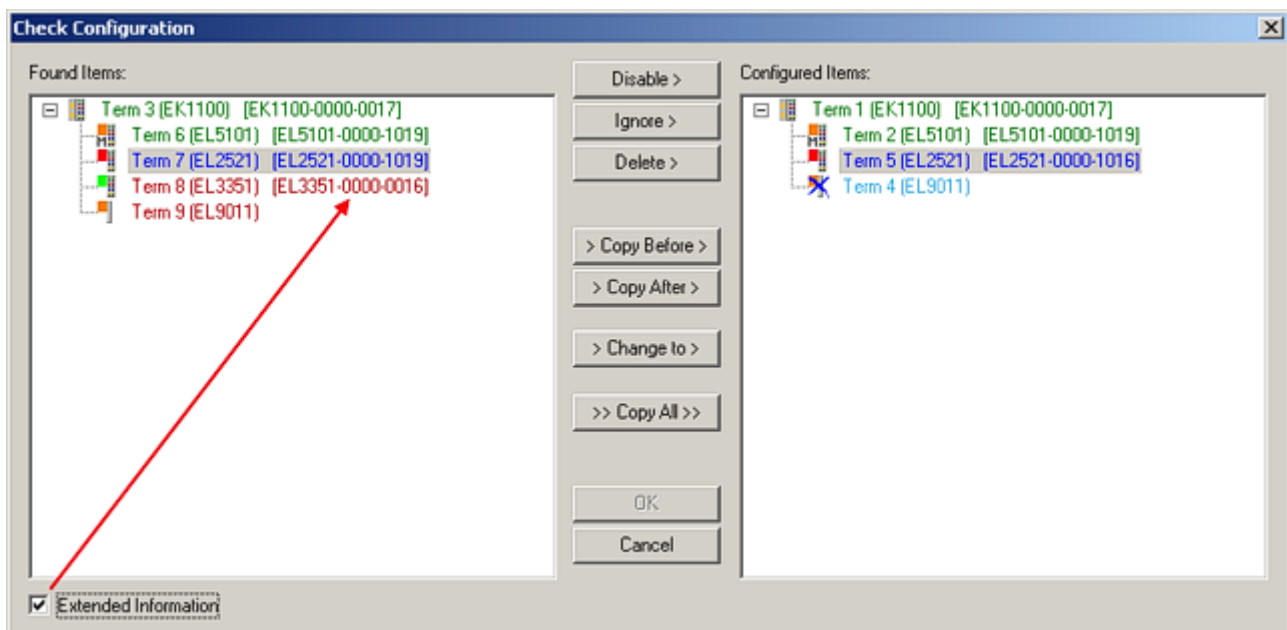 Check Configuration
Found Items:
Term 3 (EK1100) [EK1100-0000-0017]
Term 6 (EL5101) [EL5101-0000-1019]
Term 7 (EL2521) [EL2521-0000-1019]
Term 8 (EL3351) [EL3351-0000-0016]
Term 9 (EL9011)
Extended Information
Disable >
Ignore >
Delete >
> Copy Before >
> Copy After >
> Change to >
>> Copy All >>
OK
Cancel
Configured Items:
Term 1 (EK1100) [EK1100-0000-0017]
Term 2 (EL5101) [EL5101-0000-1019]
Term 5 (EL2521) [EL2521-0000-1016]
Term 4 (EL9011)